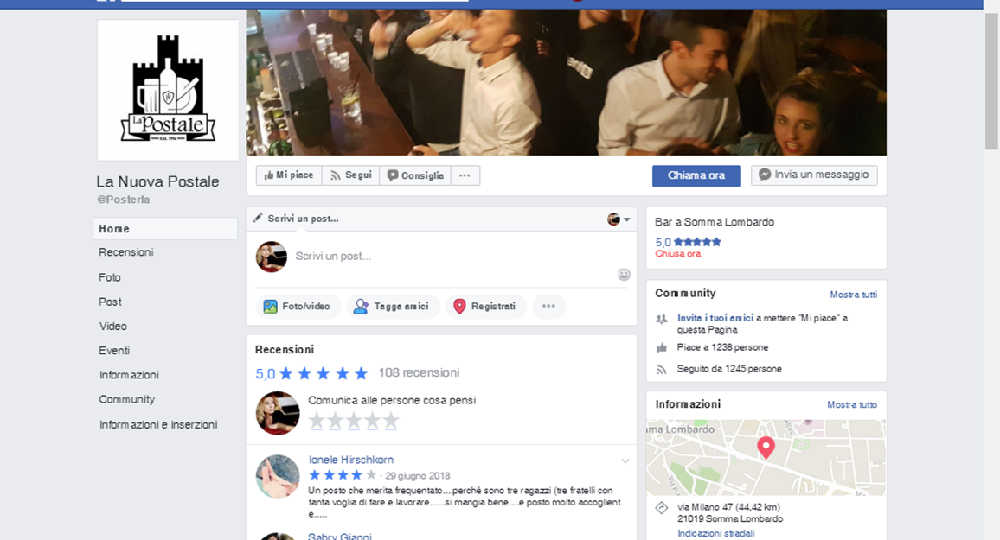 La
Postale
Est. 1996
La Nuova Postale
@Posterla
Home
Recensioni
Foto
Post
Video
Eventi
Informazioni
Community
Informazioni e inserzioni
Mi piace
Segui
Consiglia
Chiama ora
Invia un messaggio
Scrivi un post...
Scrivi un post...
Foto/video
Tagga amici
Registrati
Recensioni
5,0 108 recensioni
Comunica alle persone cosa pensi
Ionele Hirschkorn
· 29 giugno 2018
Un posto che merita frequentato....perché sono tre ragazzi (tre fratelli con
tanta voglia di fare e lavorare......si mangia bene....e posto molto accoglient
e.....
Sabry Gianni
Bar a Somma Lombardo
5,0
Chiusa ora
Community
Mostra tutti
Invita i tuoi amici a mettere "Mi piace" a
questa Pagina
Piace a 1238 persone
Seguito da 1245 persone
Informazioni
Mostra tutto
ma Lombardo
via Milano 47 (44,42 km)
21019 Somma Lombardo
Indicazioni stradali